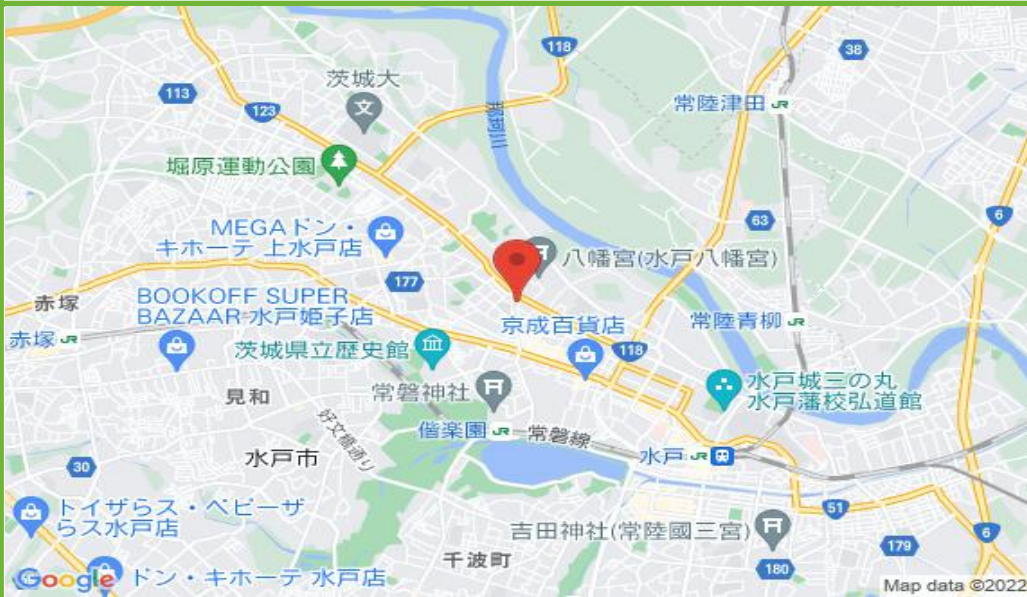 118
38
茨城大
113
那珂川
常陸津田 JR
123
堀原運動公園
63
6
MEGAドン・
キホーテ 上水戸店
八幡宮(水戸八幡宮)
177
赤塚
BOOKOFF SUPER
BAZAAR 水戸姫子店
京成百貨店
常陸青柳 JR
赤塚 JR
茨城県立歴史館
118
水戸城三の丸
水戸藩校弘道館
常磐神社
見和
好文橋通り
偕楽園 JR
常磐線
水戸 JR
水戸市
30
トイザらス・ベビーザ
らス水戸店
51
吉田神社(常陸國三宮)
6
179
千波町
180
Google
ドン・キホーテ 水戸店
Map data ©2022